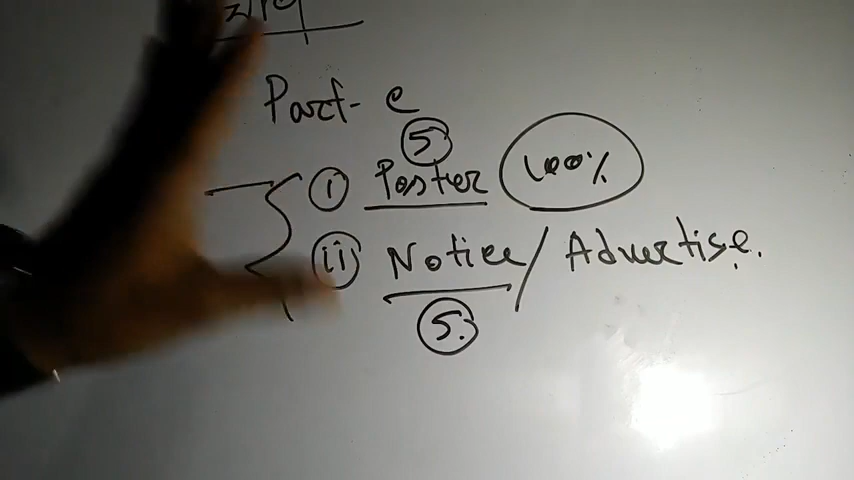 Part- e
5
i Poster 100%
ii Notice / Advertise.
5.